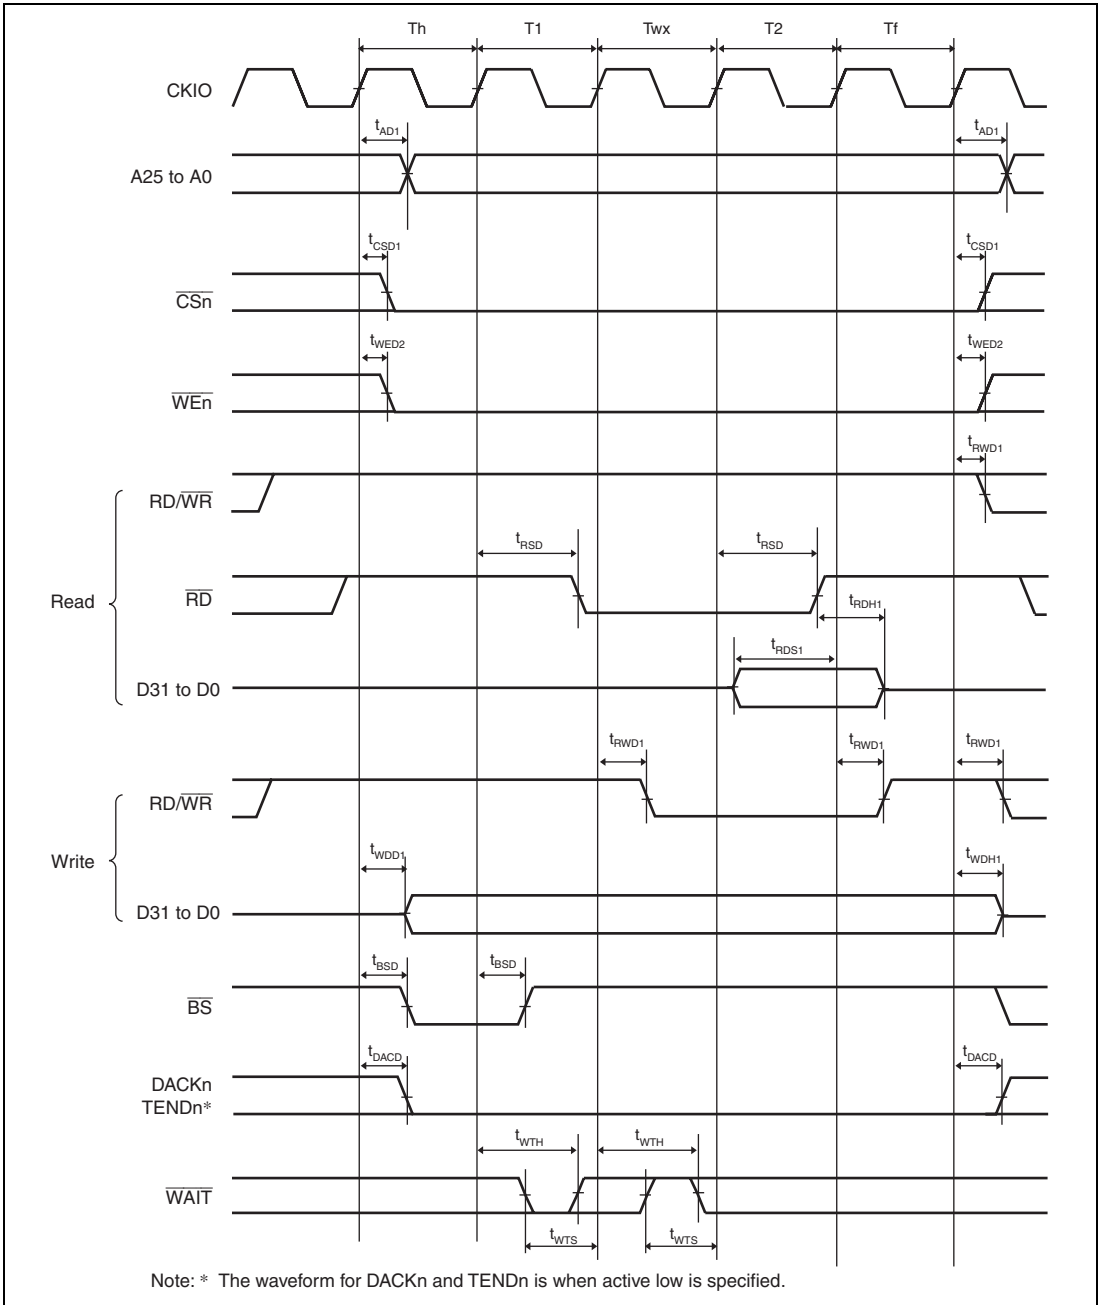 Th T1 Twx T2 Tf
CKIO
tAD1 tAD1
A25 to A0
tCSD1 tCSD1
CSn
tWED2 tWED2
WEn
tRWD1
RD/WR
tRSD tRSD
Read
RD
tRDH1
tRDS1
D31 to D0
tRWD1 tRWD1 tRWD1
RD/WR
Write
tWDD1 tWDH1
D31 to D0
tBSD tBSD
BS
tDACD tDACD
DACKn
TENDn*
tWTH tWTH
WAIT
tWTS tWTS
Note: * The waveform for DACKn and TENDn is when active low is specified.